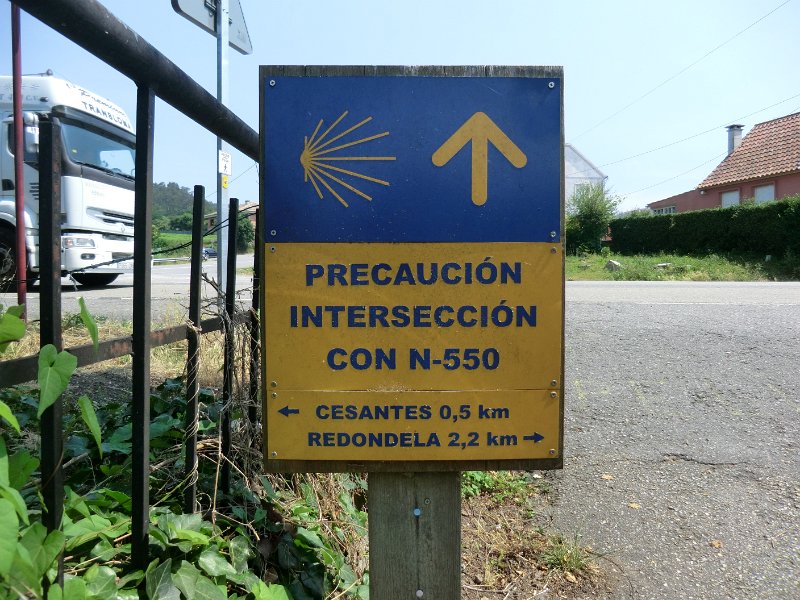 PRECAUCIÓN
INTERSECCIÓN
CON N-550
← CESANTES 0,5 km
REDONDELA 2,2 km →